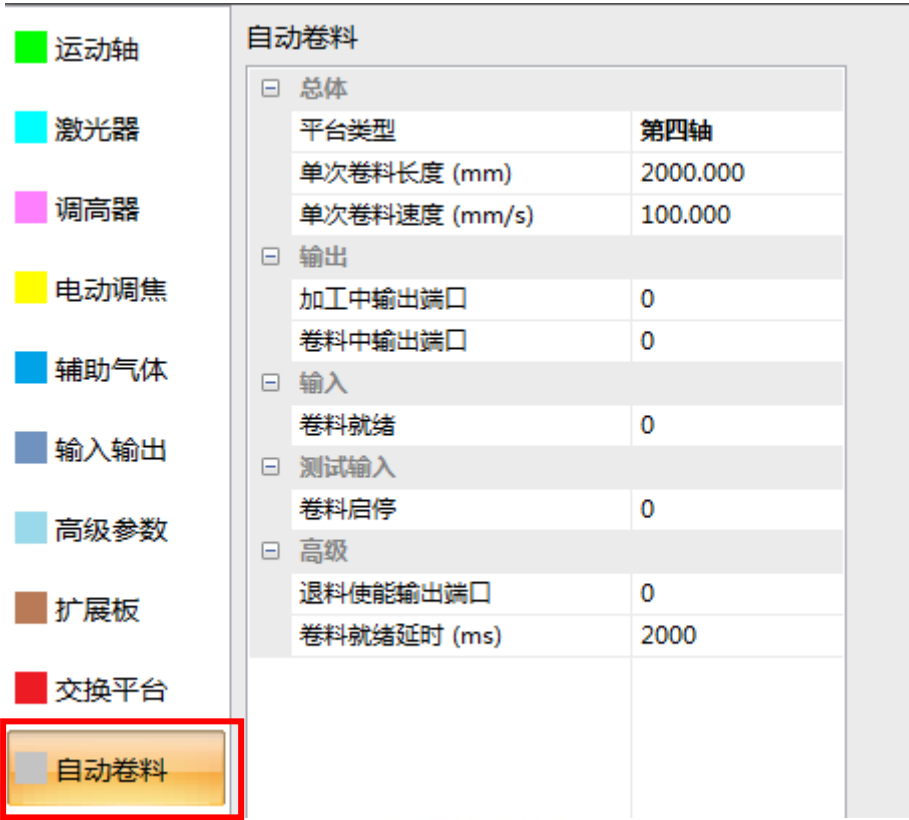 运动轴
激光器
调高器
电动调焦
辅助气体
输入输出
高级参数
扩展板
交换平台
自动卷料
自动卷料
总体
平台类型 第四轴
单次卷料长度 (mm) 2000.000
单次卷料速度 (mm/s) 100.000
输出
加工中输出端口 0
卷料中输出端口 0
输入
卷料就绪 0
测试输入
卷料启停 0
高级
退料使能输出端口 0
卷料就绪延时 (ms) 2000